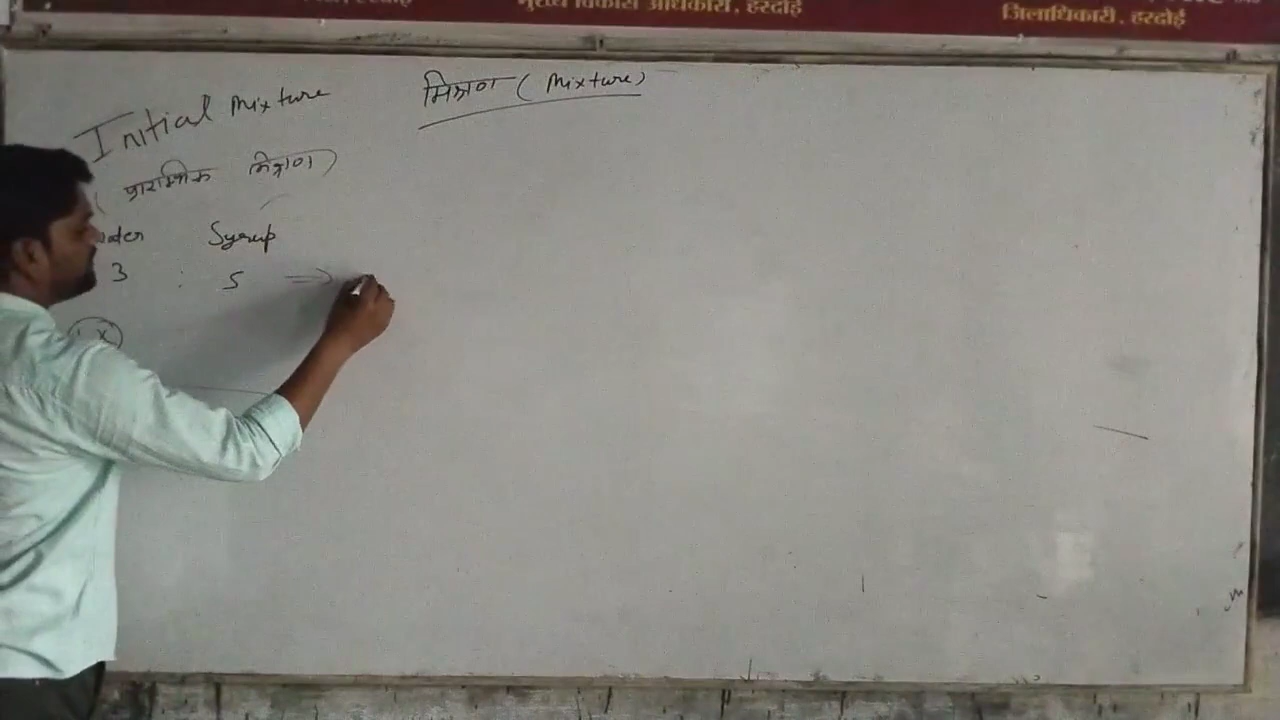 मुख्य विकास अधिकारी, हरदोई
जिलाधिकारी, हरदोई
मिश्रण (Mixture)
Initial Mixture
(प्रारम्भिक मिश्रण)
Syrup
3 : 5 ⇒
x